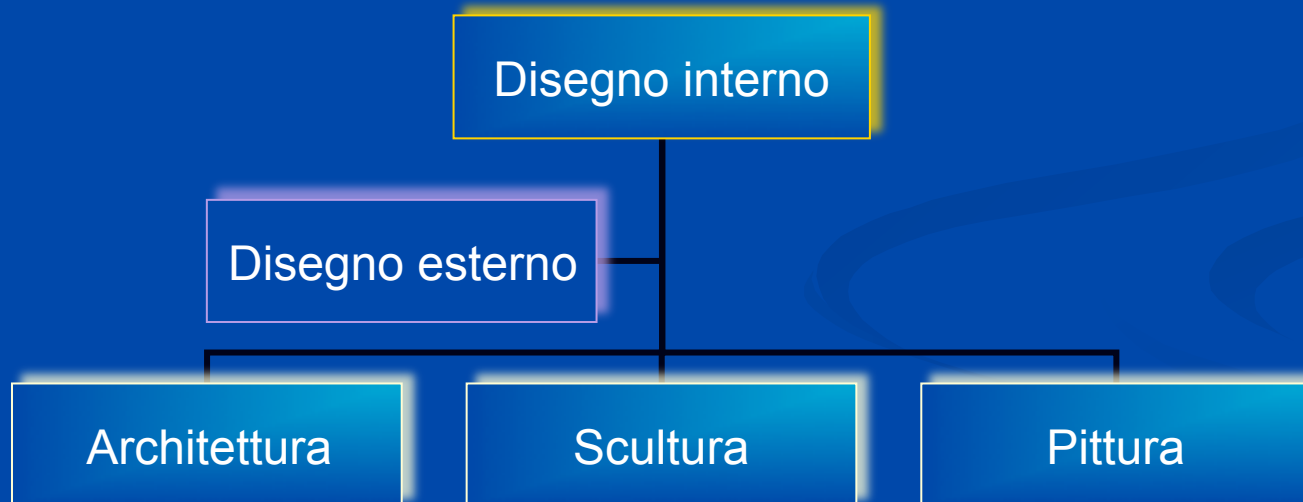 Disegno interno
Disegno esterno
Architettura
Scultura
Pittura